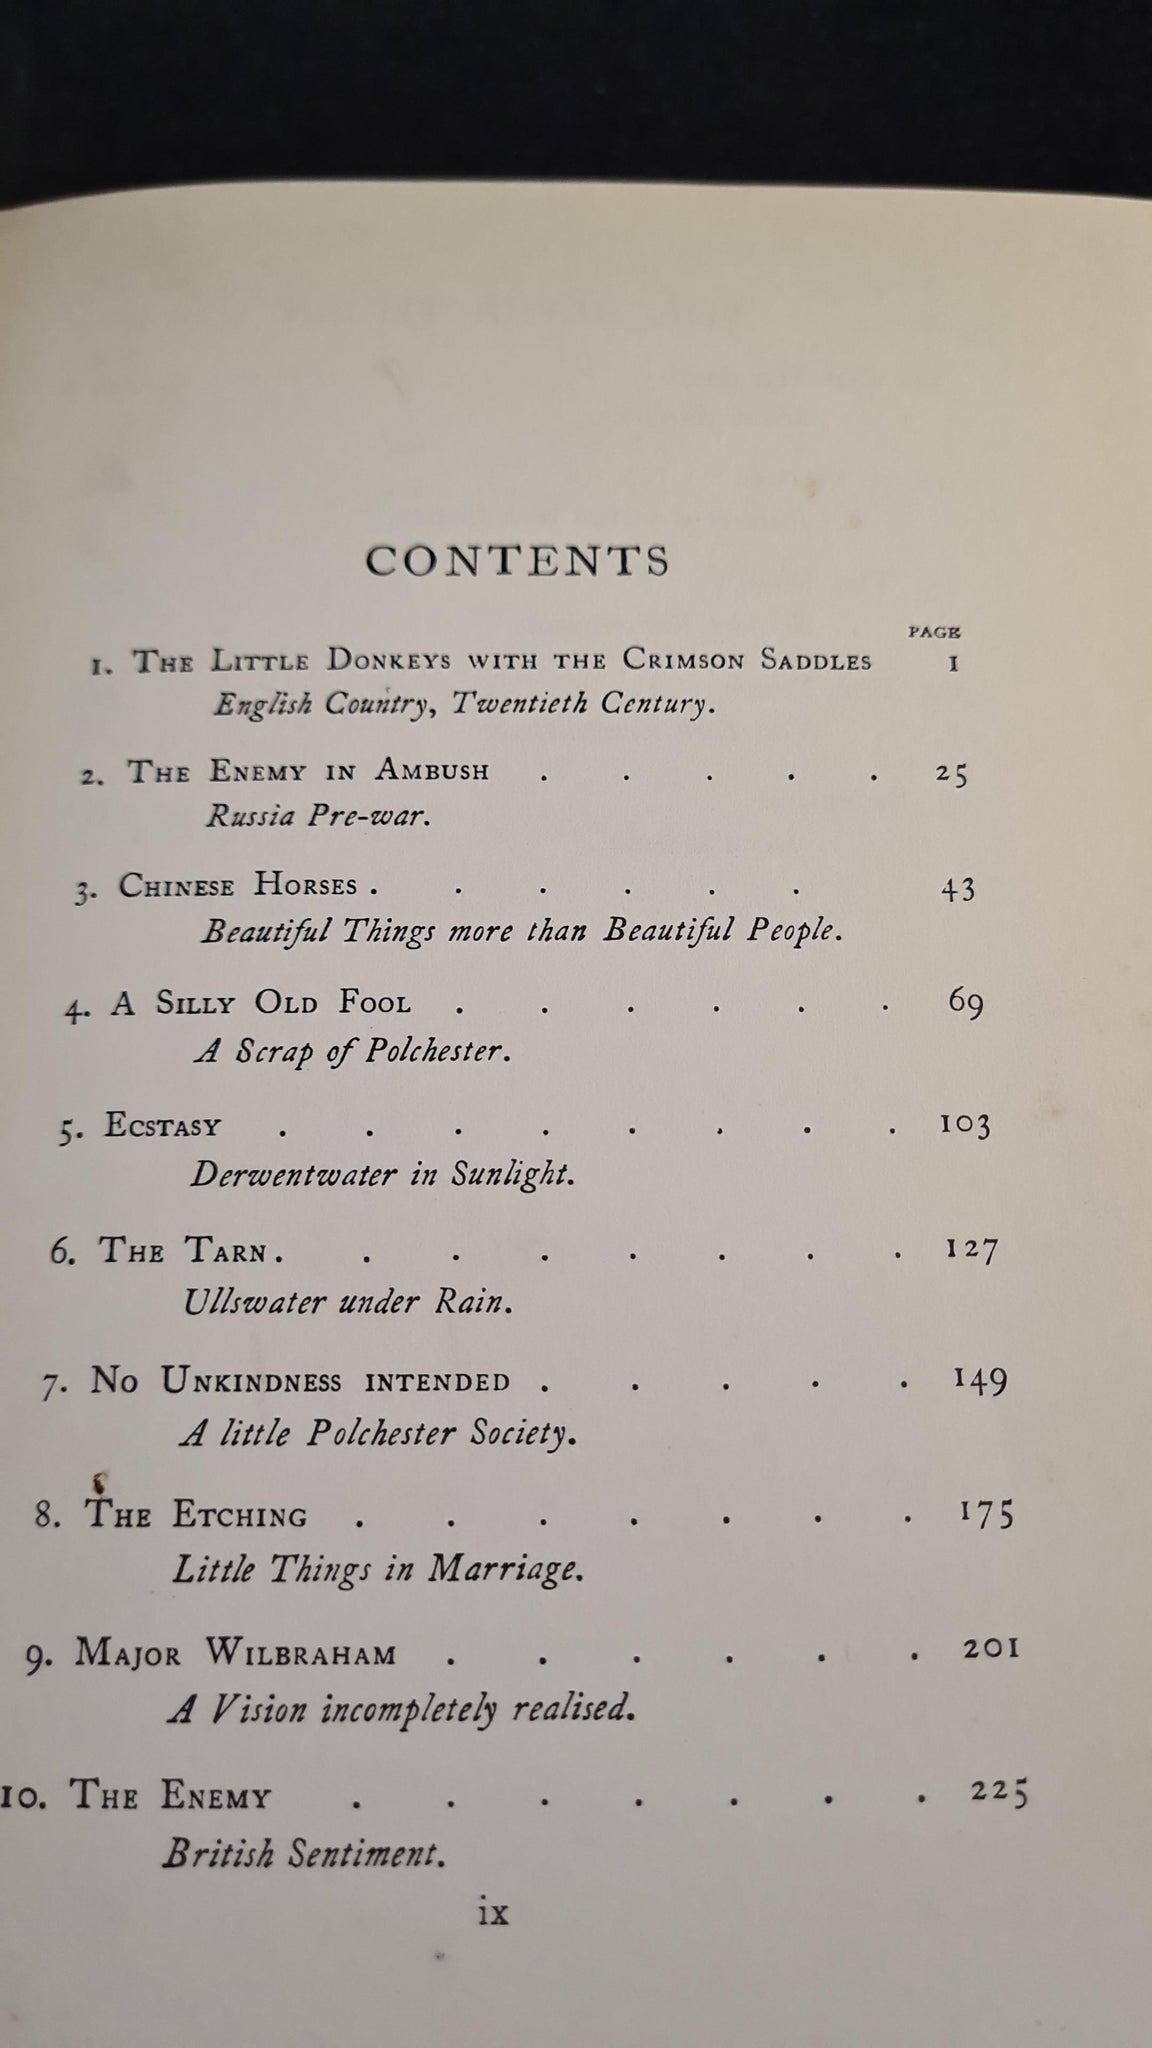 CONTENTS
PAGE
1. THE LITTLE DONKEYS WITH THE CRIMSON SADDLES 1
English Country, Twentieth Century.
2. THE ENEMY IN AMBUSH . . . . . 25
Russia Pre-war.
3. CHINESE HORSES . . . . . . 43
Beautiful Things more than Beautiful People.
4. A SILLY OLD FOOL . . . . . . 69
A Scrap of Polchester.
5. ECSTASY . . . . . . . . 103
Derwentwater in Sunlight.
6. THE TARN . . . . . . . . 127
Ullswater under Rain.
7. NO UNKINDNESS INTENDED . . . . . 149
A little Polchester Society.
8. THE ETCHING . . . . . . . 175
Little Things in Marriage.
9. MAJOR WILBRAHAM . . . . . . 201
A Vision incompletely realised.
10. THE ENEMY . . . . . . . 225
British Sentiment.
ix